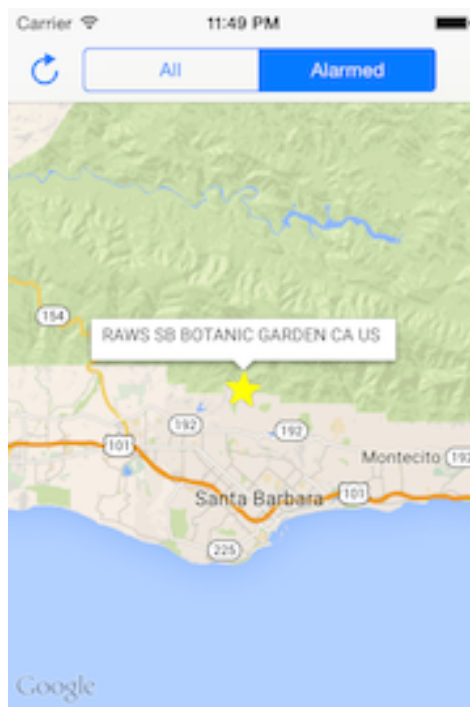 Carrier 11:49 PM
All Alarmed
154
RAWS SB BOTANIC GARDEN CA US
192
192
101
Montecito 192
Santa Barbara 101
225
Google